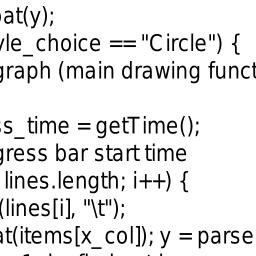 oat(y);
yle_choice == "Circle") {
graph (main drawing funct
ss_time = getTime();
gress bar start time
lines.length; i++) {
(lines[i], "\t");
at(items[x_col]); y = parse